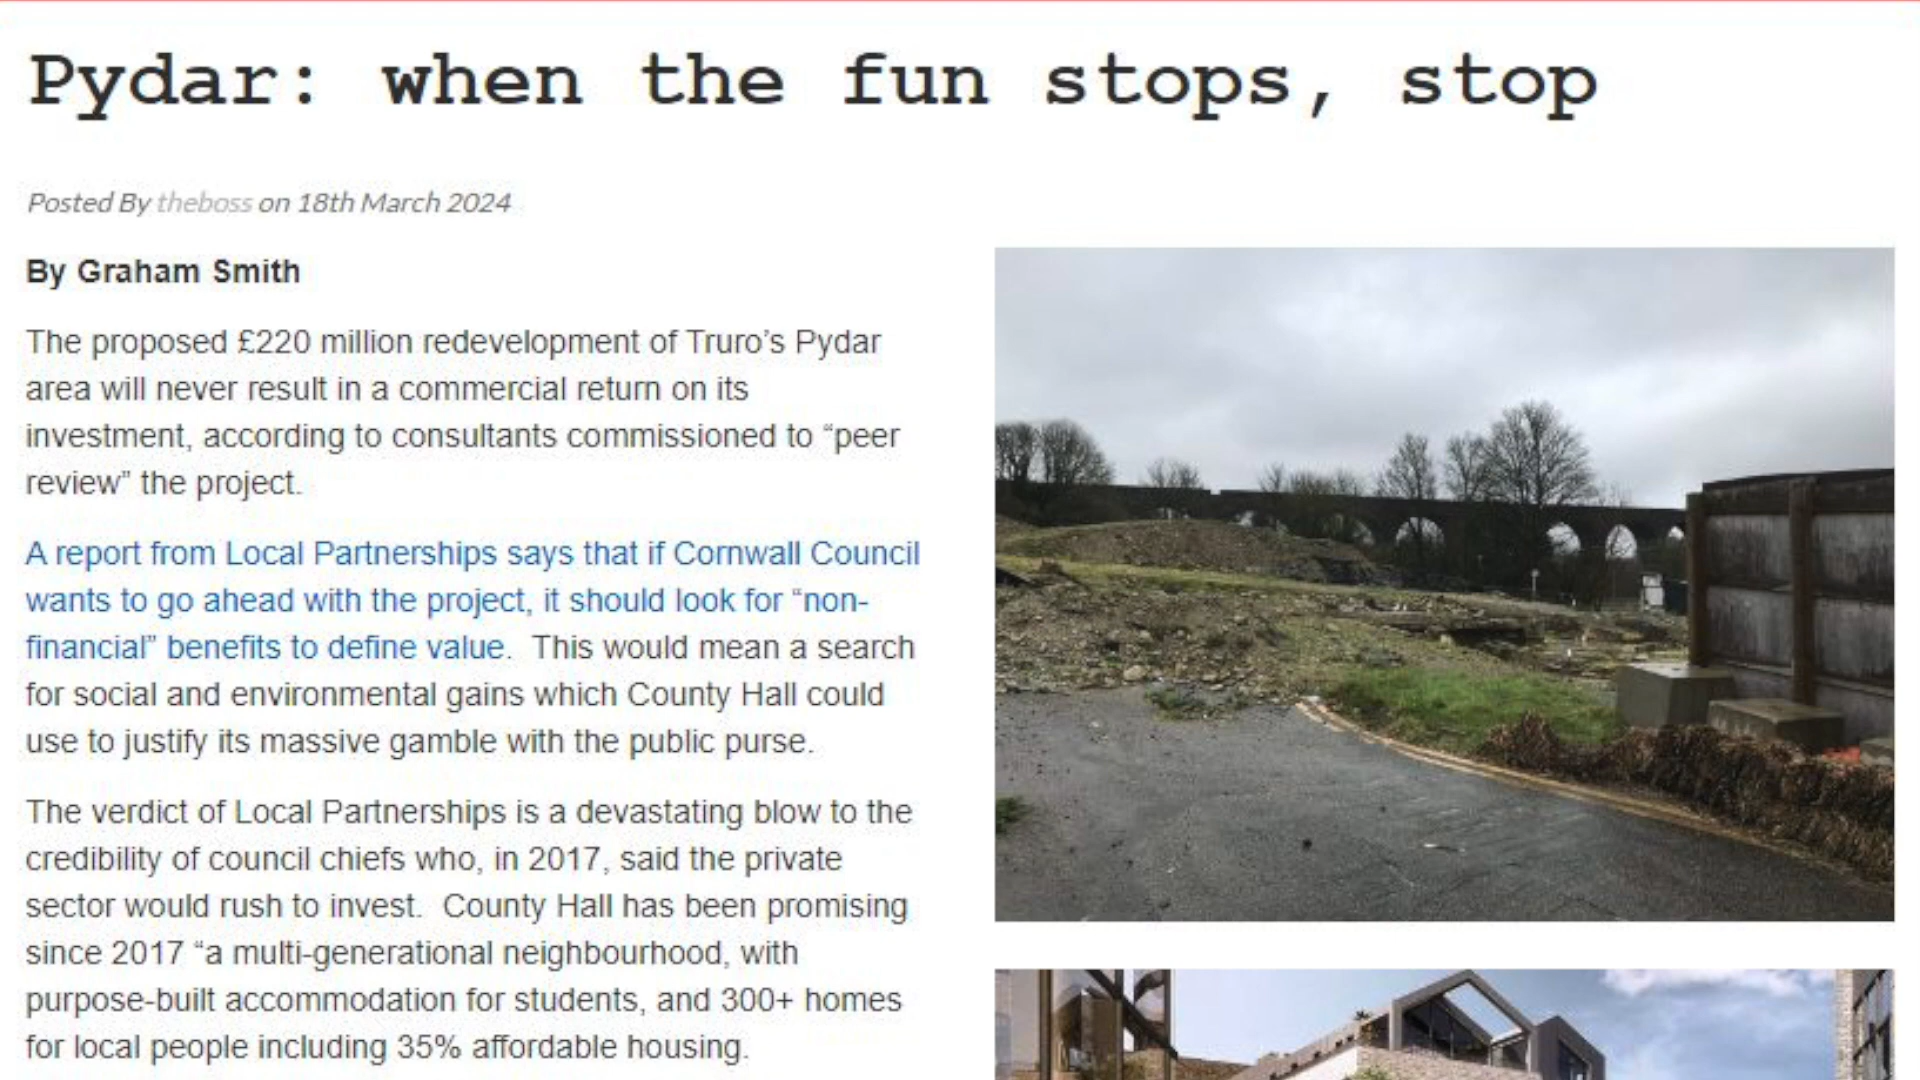 Pydar: when the fun stops, stop
Posted By theboss on 18th March 2024
By Graham Smith
The proposed £220 million redevelopment of Truro’s Pydar
area will never result in a commercial return on its
investment, according to consultants commissioned to “peer
review” the project.
A report from Local Partnerships says that if Cornwall Council
wants to go ahead with the project, it should look for “non-
financial” benefits to define value.  This would mean a search
for social and environmental gains which County Hall could
use to justify its massive gamble with the public purse.
The verdict of Local Partnerships is a devastating blow to the
credibility of council chiefs who, in 2017, said the private
sector would rush to invest.  County Hall has been promising
since 2017 “a multi-generational neighbourhood, with
purpose-built accommodation for students, and 300+ homes
for local people including 35% affordable housing.